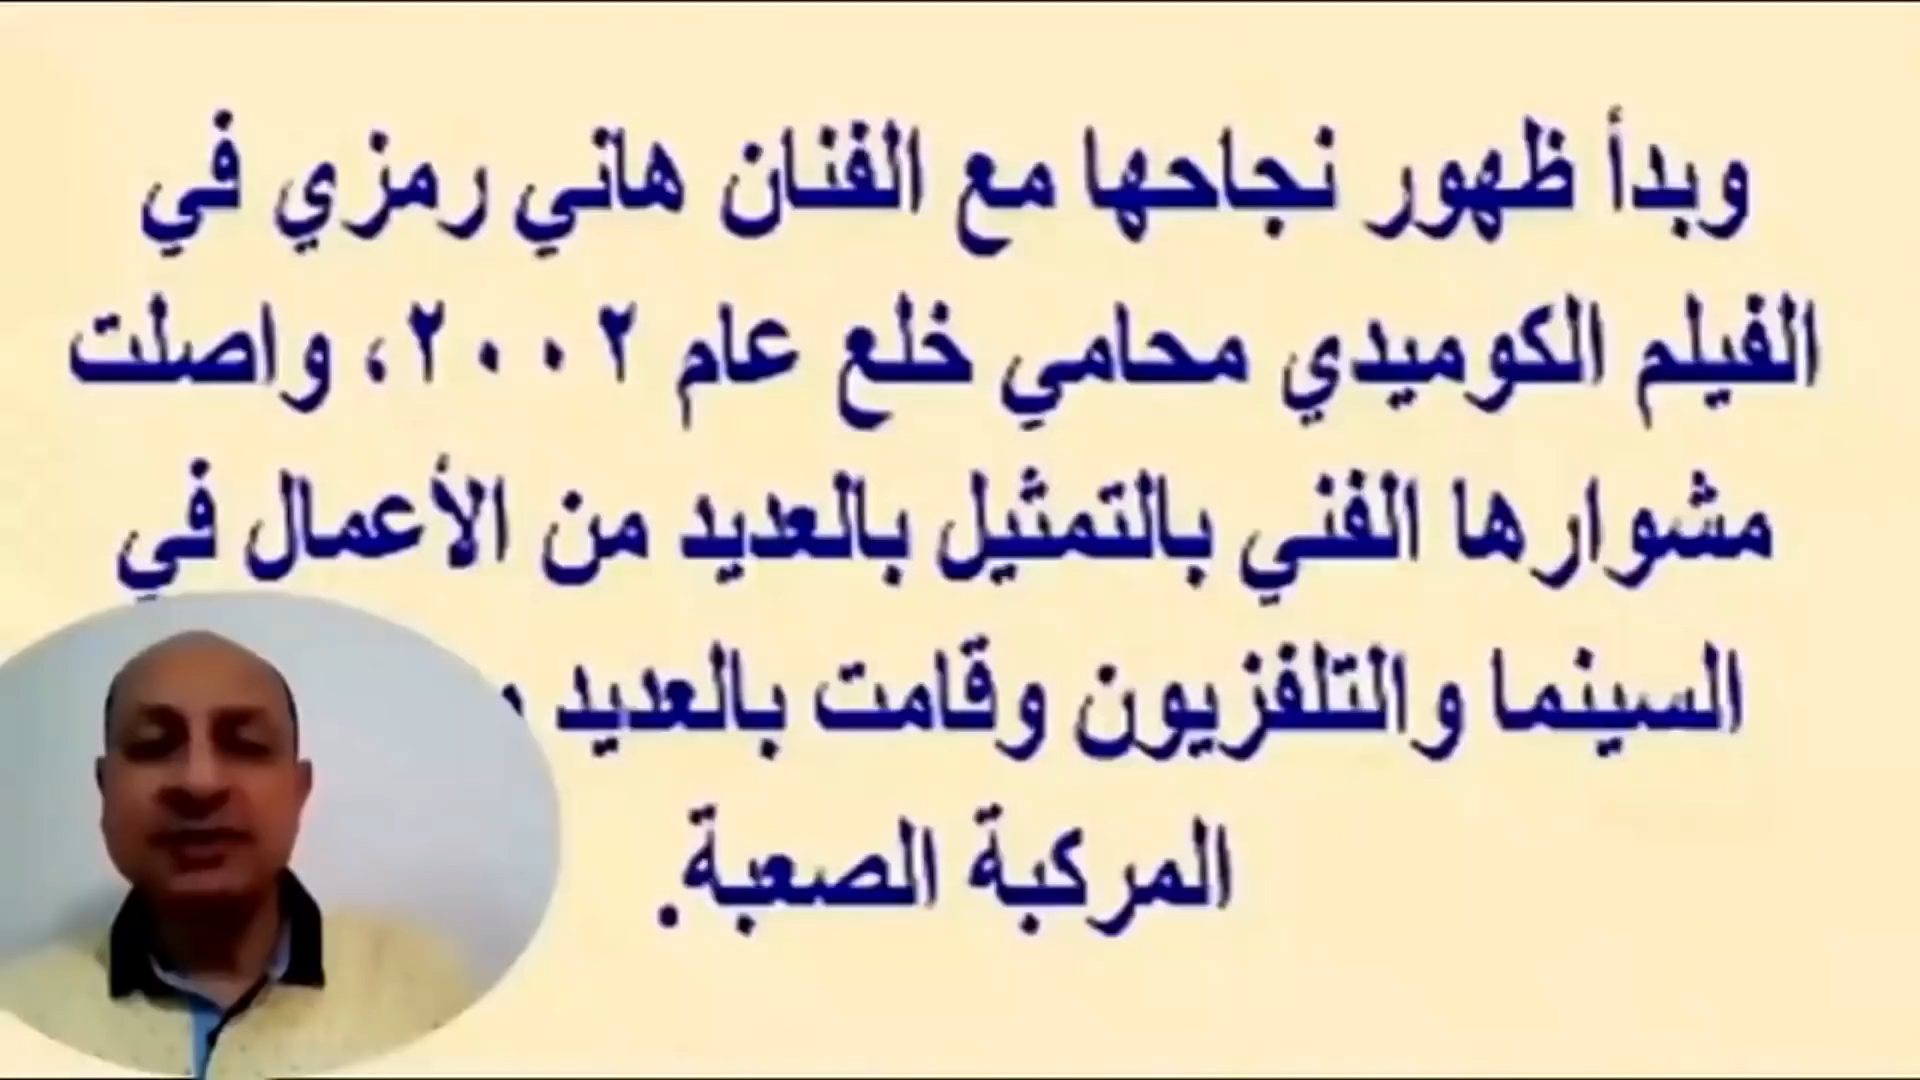 وبدأ ظهور نجاحها مع الفنان هاني رمزي في
الفيلم الكوميدي محامي خلع عام ٢٠٠٢، واصلت
مشوارها الفني بالتمثيل بالعديد من الأعمال في
السينما والتلفزيون وقامت بالعديد
المركبة الصعبة.